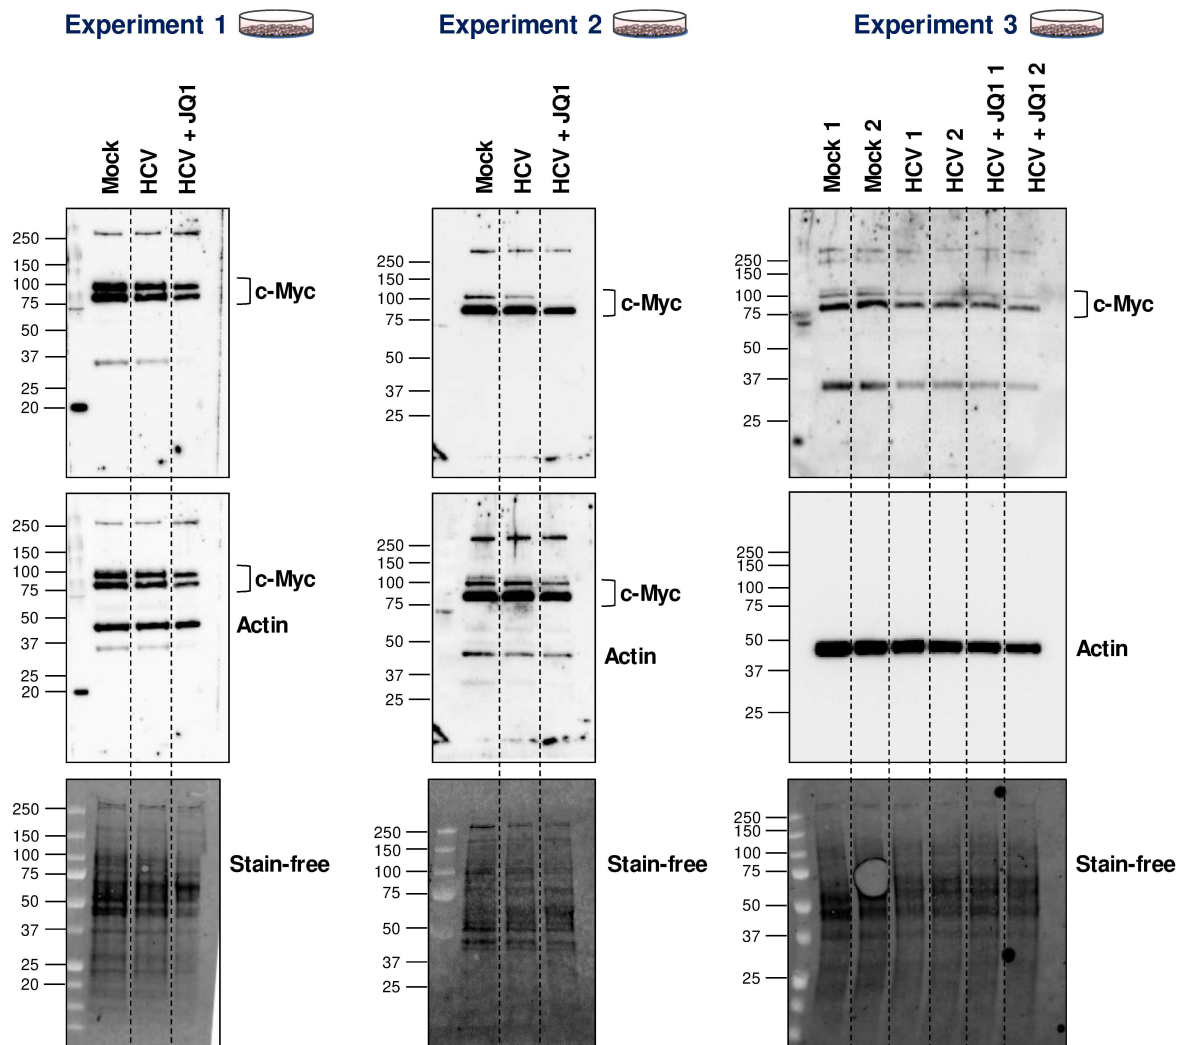 Experiment 1
Experiment 2
Experiment 3
Mock
HCV
HCV + JQ1
Mock
HCV
HCV + JQ1
Mock 1
Mock 2
HCV 1
HCV 2
HCV + JQ1 1
HCV + JQ1 2
250
150
100
75
50
37
25
20
c-Myc
250
150
100
75
50
37
25
c-Myc
250
150
100
75
50
37
25
c-Myc
250
150
100
75
50
37
25
20
c-Myc
Actin
250
150
100
75
50
37
25
c-Myc
Actin
250
150
100
75
50
37
25
Actin
250
150
100
75
50
37
25
20
Stain-free
250
150
100
75
50
37
25
Stain-free
250
150
100
75
50
37
25
Stain-free